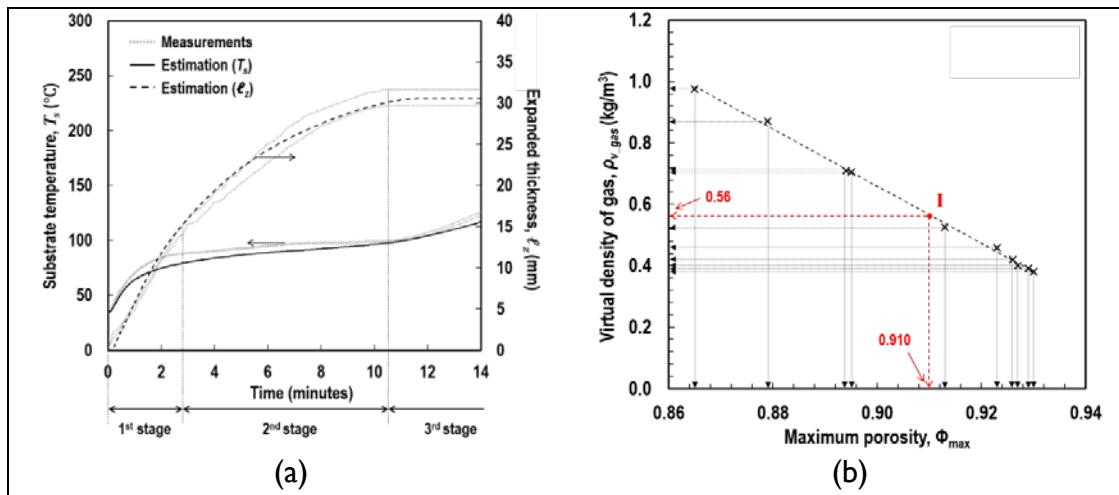 300
250
200
150
100
50
0
Substrate temperature, Ts (°C)
Measurements
Estimation (Ts)
Estimation (ℓz)
40
35
30
25
20
15
10
5
0
Expanded thickness, ℓz (mm)
0 2 4 6 8 10 12 14
Time (minutes)
1st stage 2nd stage 3rd stage
(a)
1.2
1.0
0.8
0.6
0.4
0.2
0.0
Virtual density of gas, ρv_gas (kg/m3)
0.56
I
0.910
0.86 0.88 0.90 0.92 0.94
Maximum porosity, Φmax
(b)